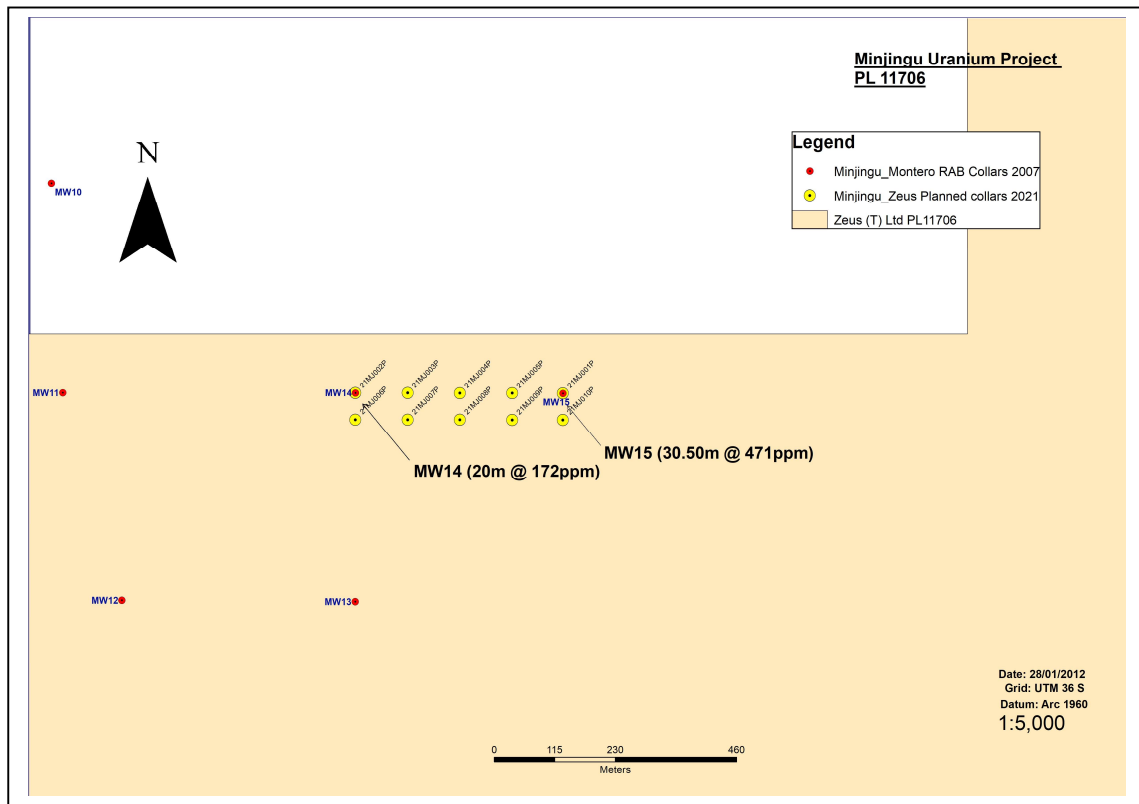 Minjingu Uranium Project
PL 11706
Legend
Minjingu_Montero RAB Collars 2007
Minjingu_Zeus Planned collars 2021
Zeus (T) Ltd PL11706
N
MW10
21MJ002P
21MJ003P
21MJ004P
21MJ005P
21MJ001P
MW11
MW14
MW15
21MJ006P
21MJ007P
21MJ008P
21MJ009P
21MJ010P
MW15 (30.50m @ 471ppm)
MW14 (20m @ 172ppm)
MW12
MW13
Date: 28/01/2012
Grid: UTM 36 S
Datum: Arc 1960
1:5,000
0 115 230 460
Meters